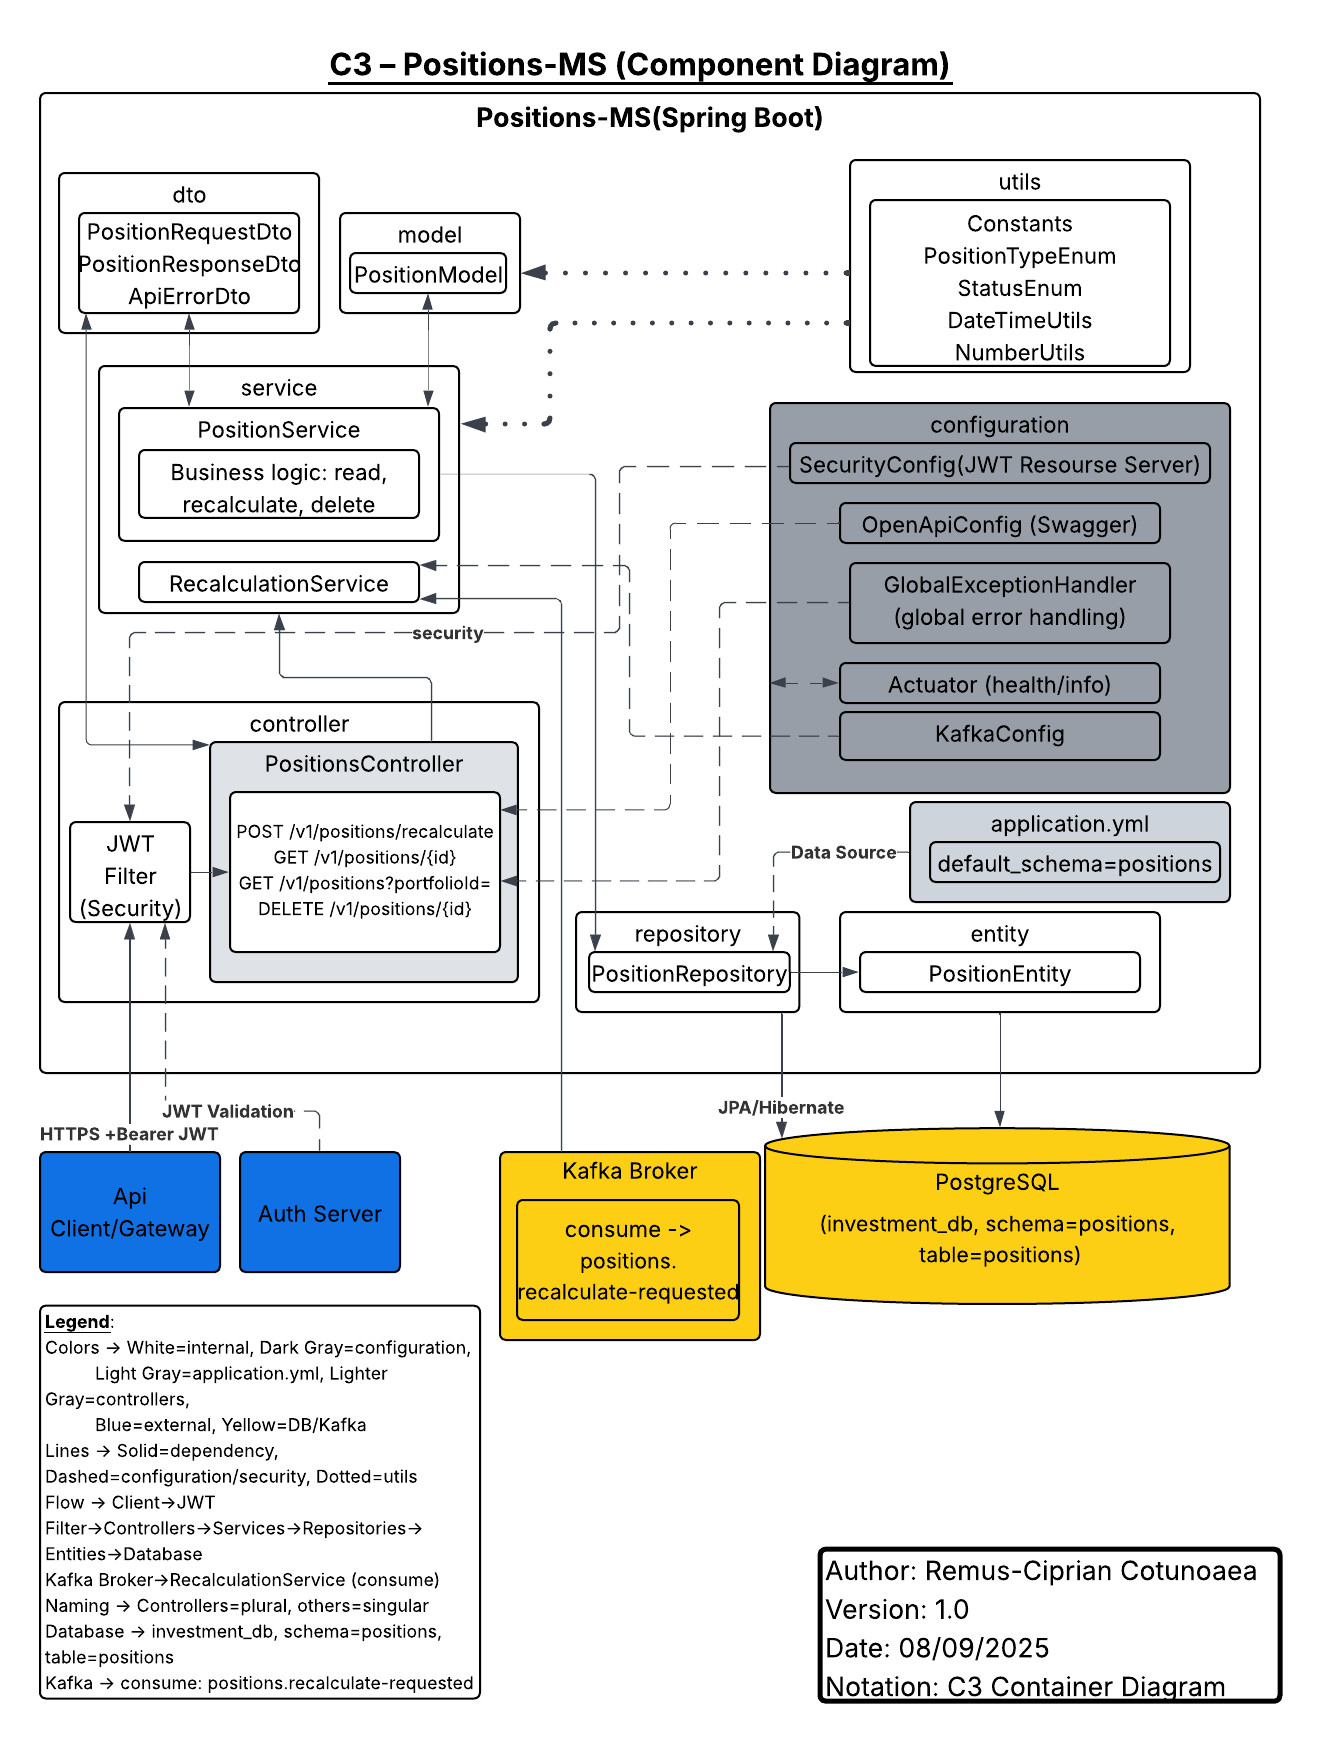 C3 – Positions-MS (Component Diagram)
Positions-MS(Spring Boot)
dto
PositionRequestDto
PositionResponseDto
ApiErrorDto
model
PositionModel
utils
Constants
PositionTypeEnum
StatusEnum
DateTimeUtils
NumberUtils
service
PositionService
Business logic: read,
recalculate, delete
RecalculationService
configuration
SecurityConfig(JWT Resourse Server)
OpenApiConfig (Swagger)
GlobalExceptionHandler
(global error handling)
Actuator (health/info)
KafkaConfig
security
controller
PositionsController
POST /v1/positions/recalculate
GET /v1/positions/{id}
GET /v1/positions?portfolioId=
DELETE /v1/positions/{id}
JWT
Filter
(Security)
application.yml
default_schema=positions
Data Source
repository
PositionRepository
entity
PositionEntity
JWT Validation
HTTPS +Bearer JWT
JPA/Hibernate
Api
Client/Gateway
Auth Server
Kafka Broker
consume ->
positions.
recalculate-requested
PostgreSQL
(investment_db, schema=positions,
table=positions)
Legend:
Colors → White=internal, Dark Gray=configuration,
Light Gray=application.yml, Lighter
Gray=controllers,
Blue=external, Yellow=DB/Kafka
Lines → Solid=dependency,
Dashed=configuration/security, Dotted=utils
Flow → Client→JWT
Filter→Controllers→Services→Repositories→
Entities→Database
Kafka Broker→RecalculationService (consume)
Naming → Controllers=plural, others=singular
Database → investment_db, schema=positions,
table=positions
Kafka → consume: positions.recalculate-requested
Author: Remus-Ciprian Cotunoaea
Version: 1.0
Date: 08/09/2025
Notation: C3 Container Diagram